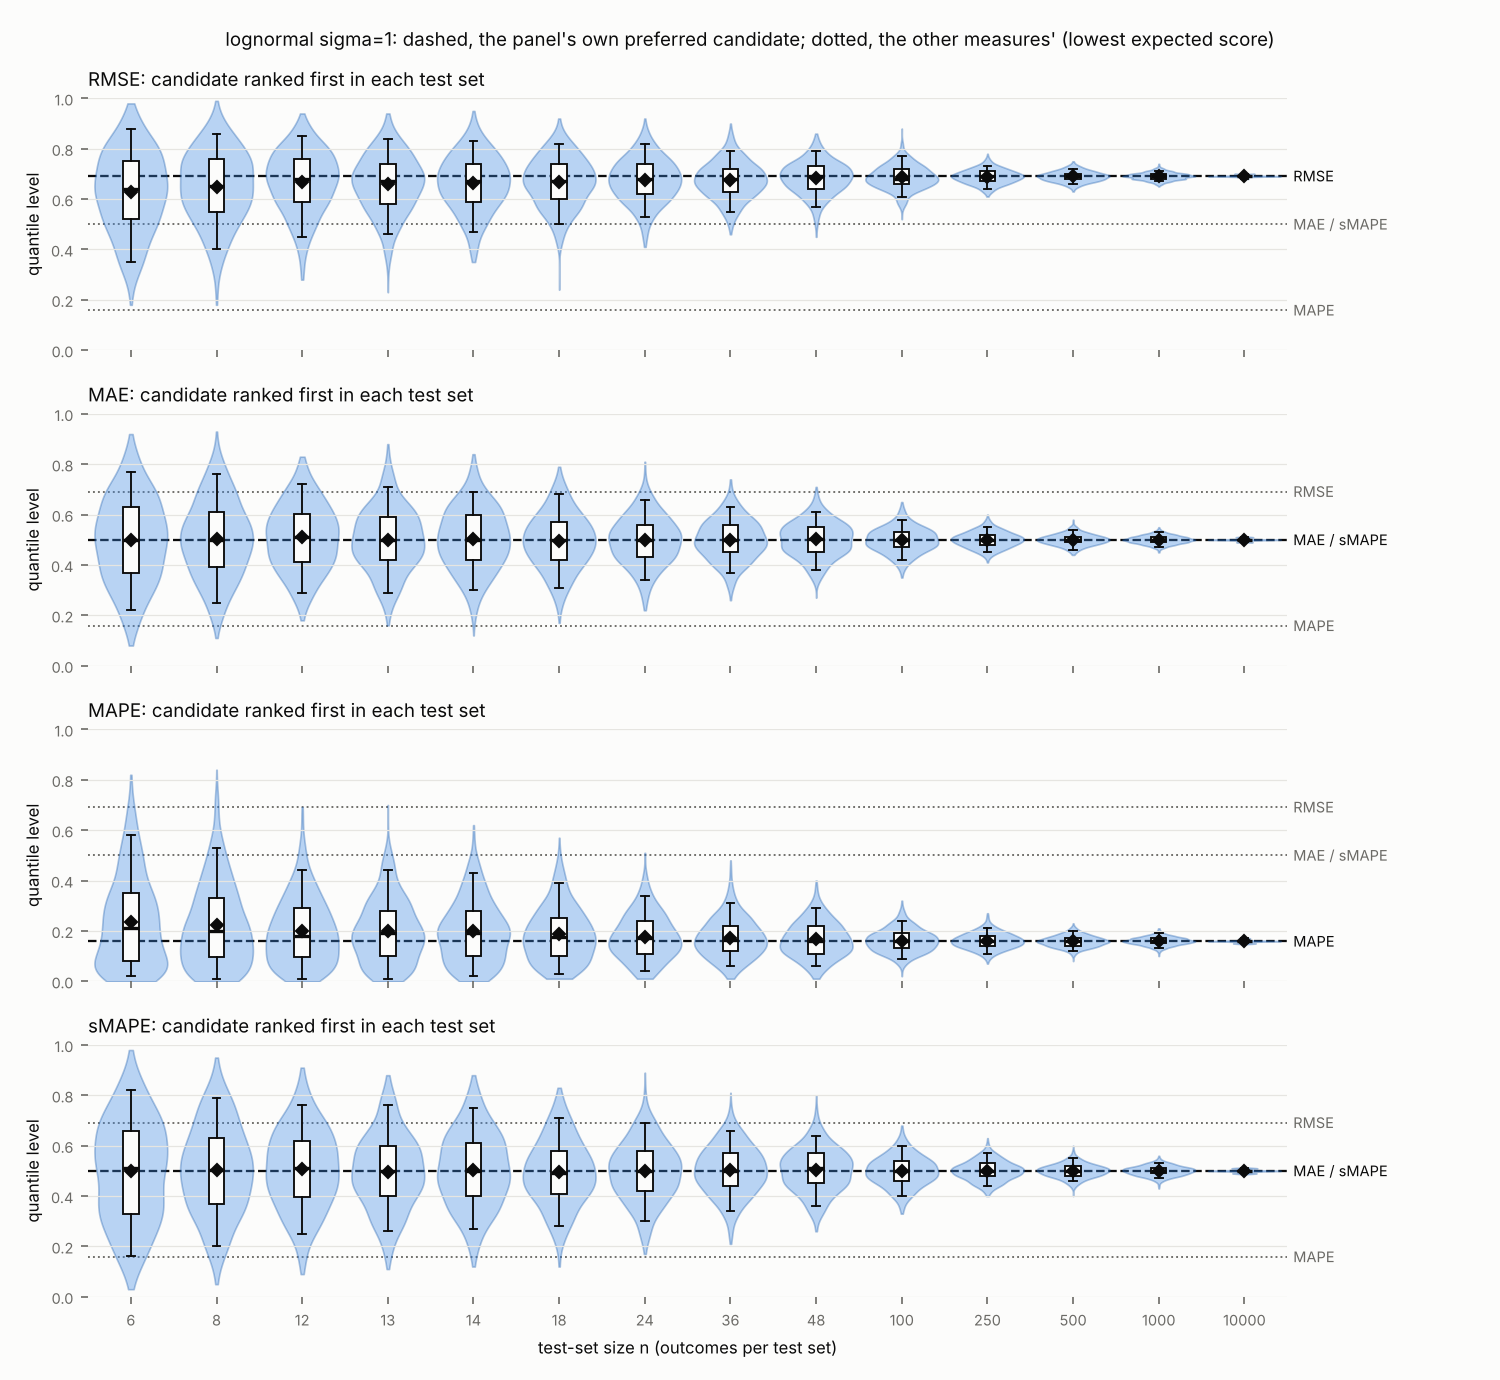 lognormal sigma=1: dashed, the panel's own preferred candidate; dotted, the other measures' (lowest expected score)
RMSE: candidate ranked first in each test set
quantile level
1.0
0.8
0.6
0.4
0.2
0.0
RMSE
MAE / sMAPE
MAPE
MAE: candidate ranked first in each test set
quantile level
1.0
0.8
0.6
0.4
0.2
0.0
RMSE
MAE / sMAPE
MAPE
MAPE: candidate ranked first in each test set
quantile level
1.0
0.8
0.6
0.4
0.2
0.0
RMSE
MAE / sMAPE
MAPE
sMAPE: candidate ranked first in each test set
quantile level
1.0
0.8
0.6
0.4
0.2
0.0
RMSE
MAE / sMAPE
MAPE
6 8 12 13 14 18 24 36 48 100 250 500 1000 10000
test-set size n (outcomes per test set)